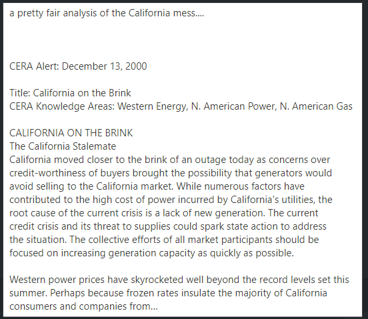 a pretty fair analysis of the California mess....
CERA Alert: December 13, 2000
Title: California on the Brink
CERA Knowledge Areas: Western Energy, N. American Power, N. American Gas
CALIFORNIA ON THE BRINK
The California Stalemate
California moved closer to the brink of an outage today as concerns over
credit-worthiness of buyers brought the possibility that generators would
avoid selling to the California market. While numerous factors have
contributed to the high cost of power incurred by California's utilities, the
root cause of the current crisis is a lack of new generation. The current
credit crisis and its threat to supplies could spark state action to address
the situation. The collective efforts of all market participants should be
focused on increasing generation capacity as quickly as possible.
Western power prices have skyrocketed well beyond the record levels set this
summer. Perhaps because frozen rates insulate the majority of California
consumers and companies from...